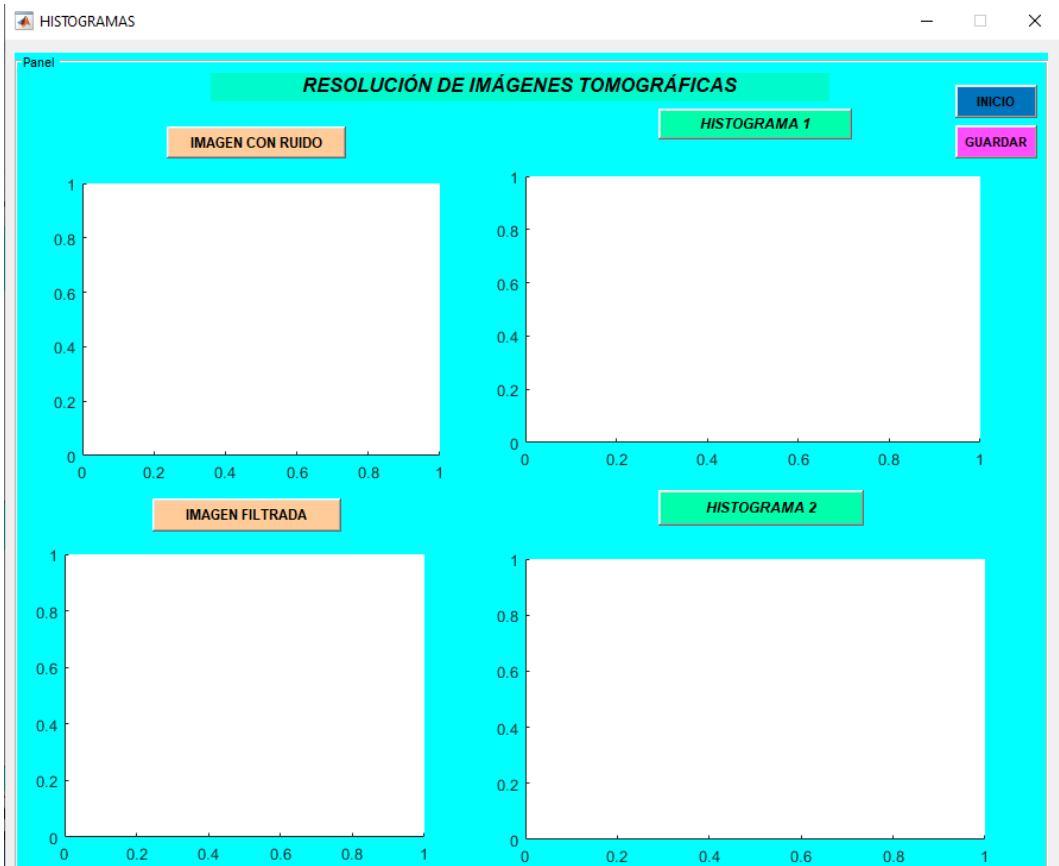 HISTOGRAMAS
Panel
RESOLUCIÓN DE IMÁGENES TOMOGRÁFICAS
INICIO
GUARDAR
IMAGEN CON RUIDO
1
0.8
0.6
0.4
0.2
0
0 0.2 0.4 0.6 0.8 1
HISTOGRAMA 1
1
0.8
0.6
0.4
0.2
0
0 0.2 0.4 0.6 0.8 1
IMAGEN FILTRADA
1
0.8
0.6
0.4
0.2
0
0 0.2 0.4 0.6 0.8 1
HISTOGRAMA 2
1
0.8
0.6
0.4
0.2
0
0 0.2 0.4 0.6 0.8 1